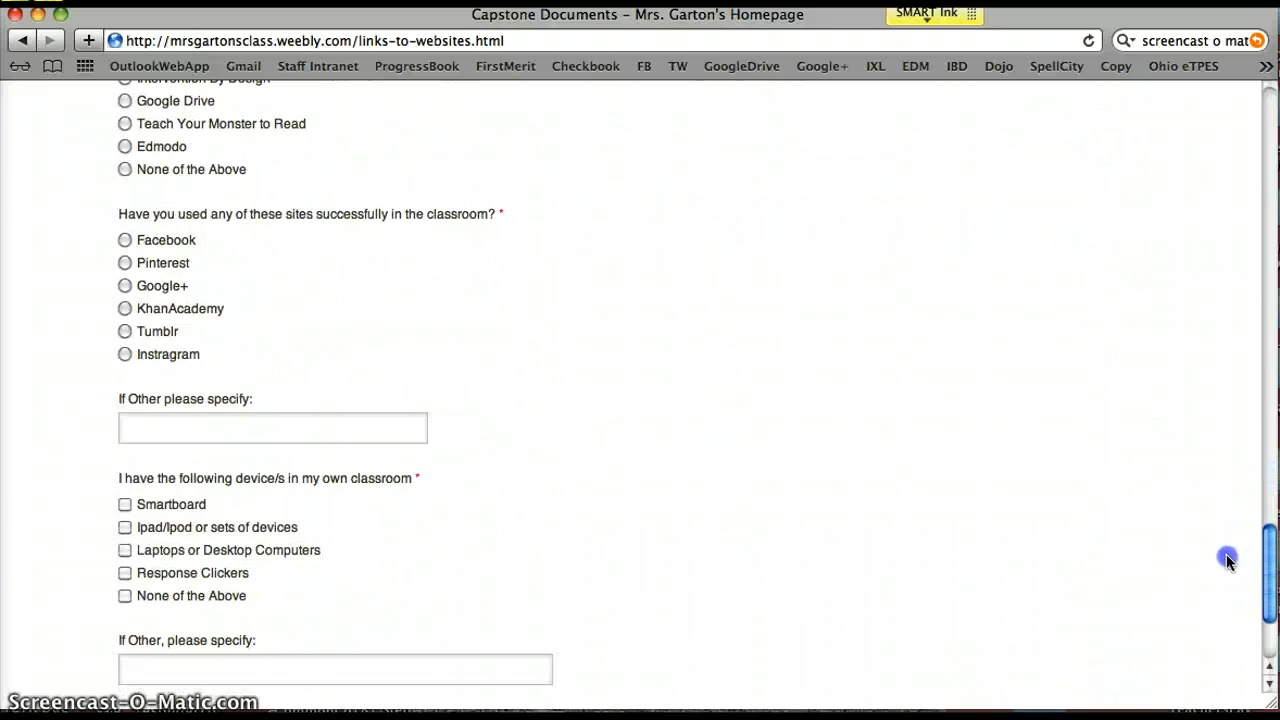 Capstone Documents – Mrs. Garton's Homepage
SMART Ink
http://mrsgartonsclass.weebly.com/links-to-websites.html
screencast o mat
OutlookWebApp Gmail Staff Intranet ProgressBook FirstMerit Checkbook FB TW GoogleDrive Google+ IXL EDM IBD Dojo SpellCity Copy Ohio eTPES
Intervention By Design
Google Drive
Teach Your Monster to Read
Edmodo
None of the Above
Have you used any of these sites successfully in the classroom? *
Facebook
Pinterest
Google+
KhanAcademy
Tumblr
Instragram
If Other please specify:
I have the following device/s in my own classroom *
Smartboard
Ipad/Ipod or sets of devices
Laptops or Desktop Computers
Response Clickers
None of the Above
If Other, please specify:
Screencast-O-Matic.com